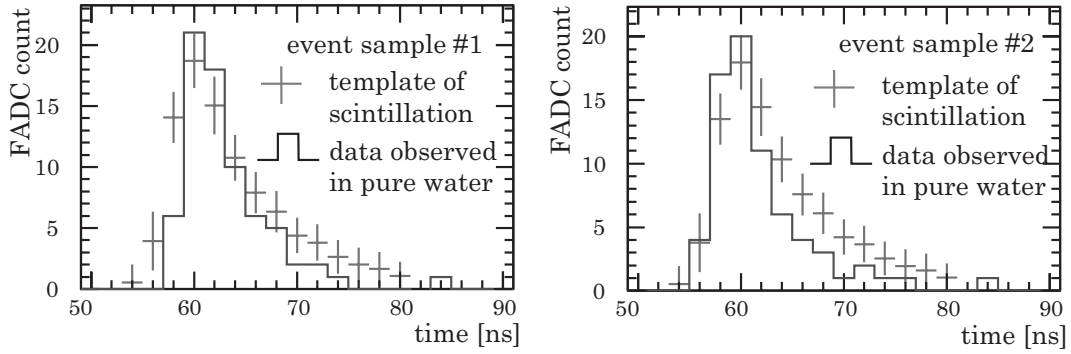 FADC count
20
15
10
5
0
event sample #1
template of
scintillation
data observed
in pure water
50
60
70
80
90
time [ns]
FADC count
20
15
10
5
0
event sample #2
template of
scintillation
data observed
in pure water
50
60
70
80
90
time [ns]